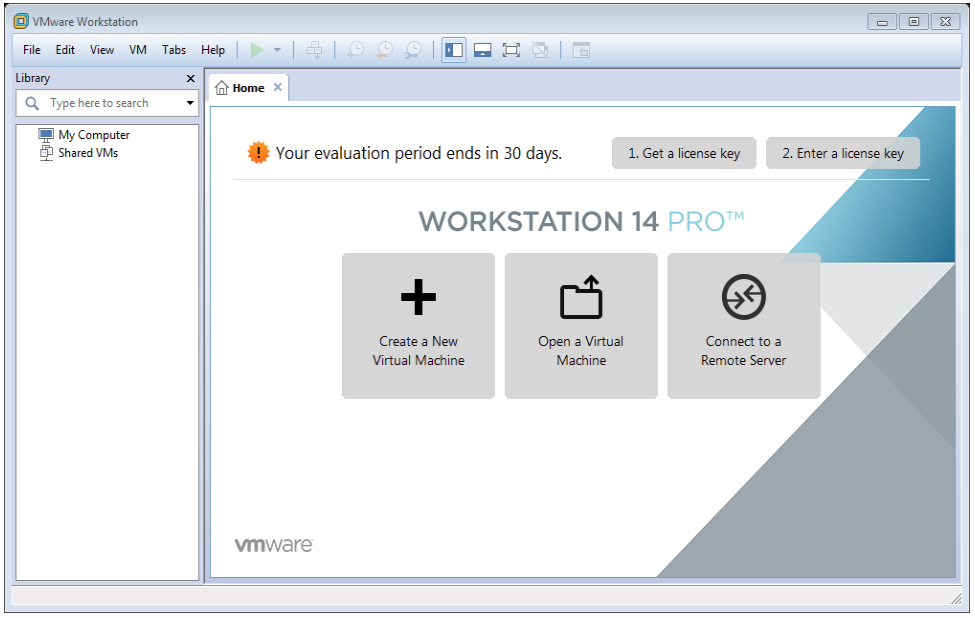 VMware Workstation
File Edit View VM Tabs Help
Library
Type here to search
My Computer
Shared VMs
Home
Your evaluation period ends in 30 days.
1. Get a license key
2. Enter a license key
WORKSTATION 14 PRO™
Create a New
Virtual Machine
Open a Virtual
Machine
Connect to a
Remote Server
vmware